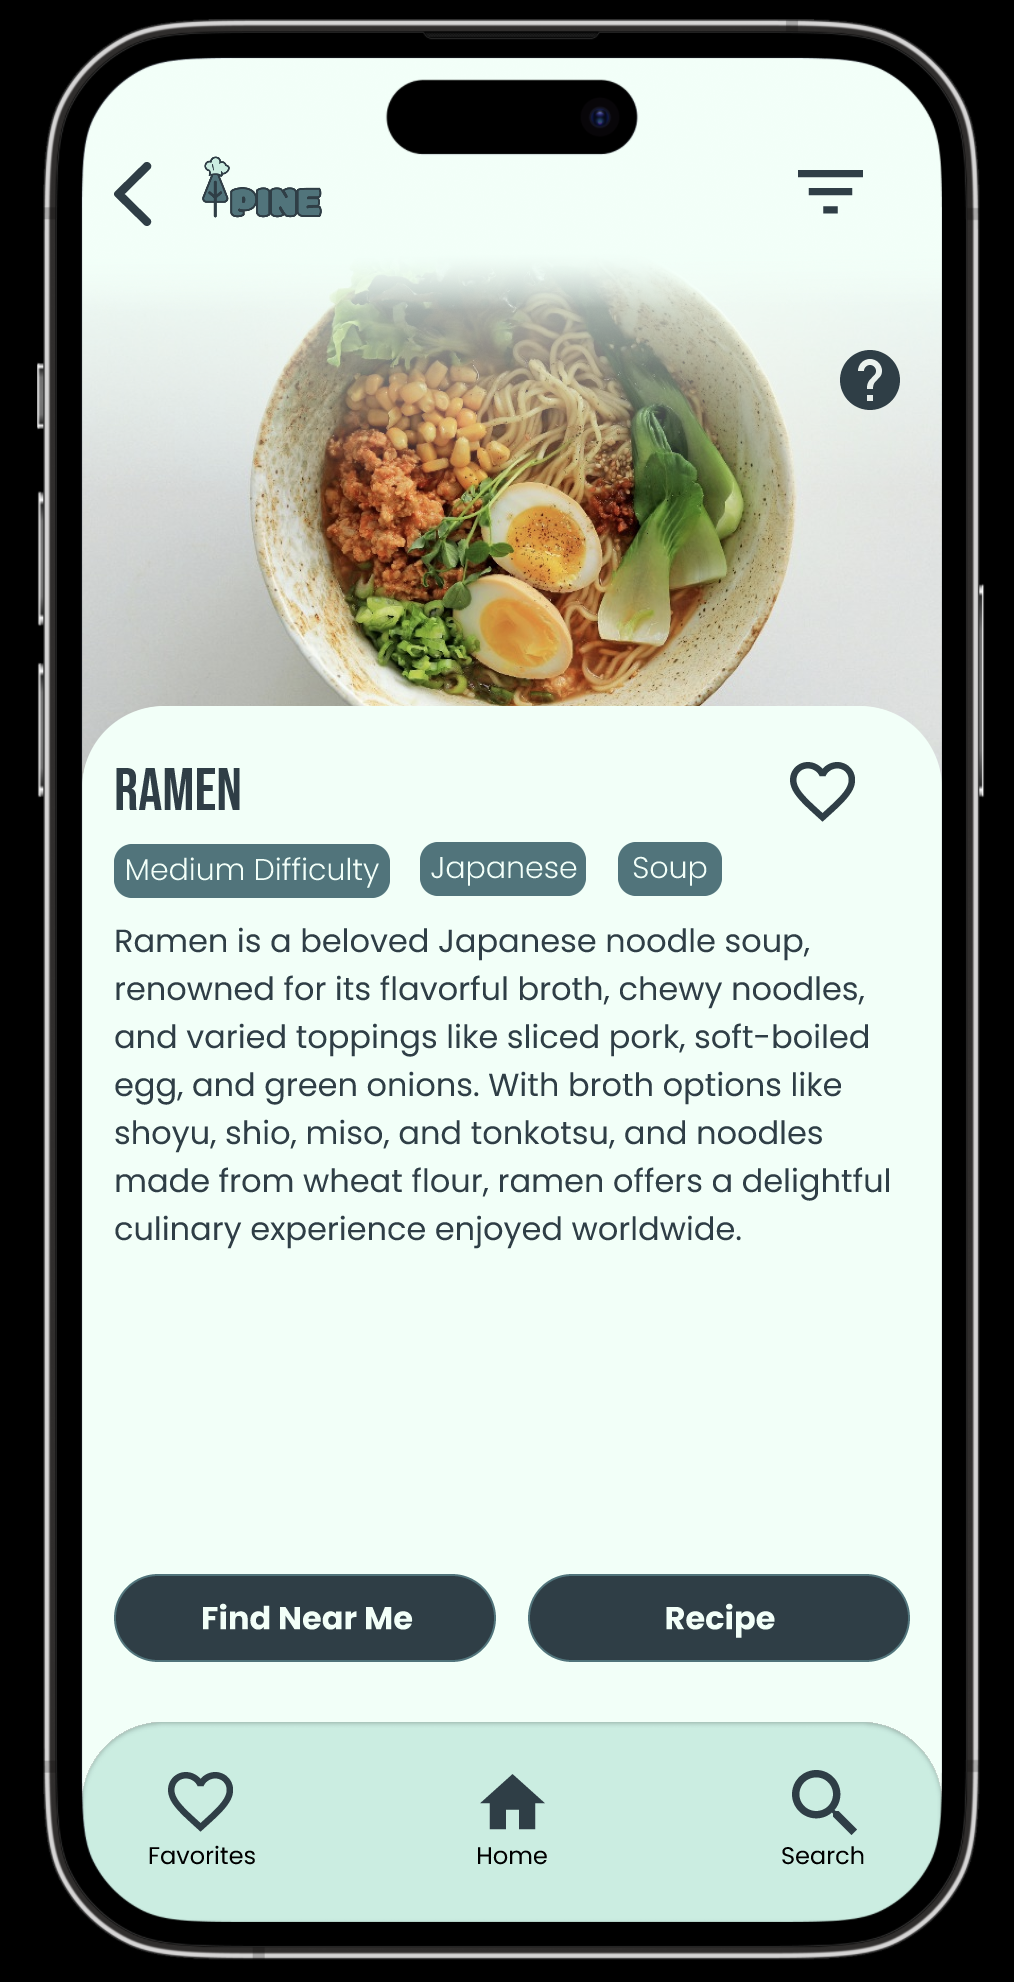 PINE
?
RAMEN
Medium Difficulty Japanese Soup
Ramen is a beloved Japanese noodle soup,
renowned for its flavorful broth, chewy noodles,
and varied toppings like sliced pork, soft-boiled
egg, and green onions. With broth options like
shoyu, shio, miso, and tonkotsu, and noodles
made from wheat flour, ramen offers a delightful
culinary experience enjoyed worldwide.
Find Near Me Recipe
Favorites Home Search